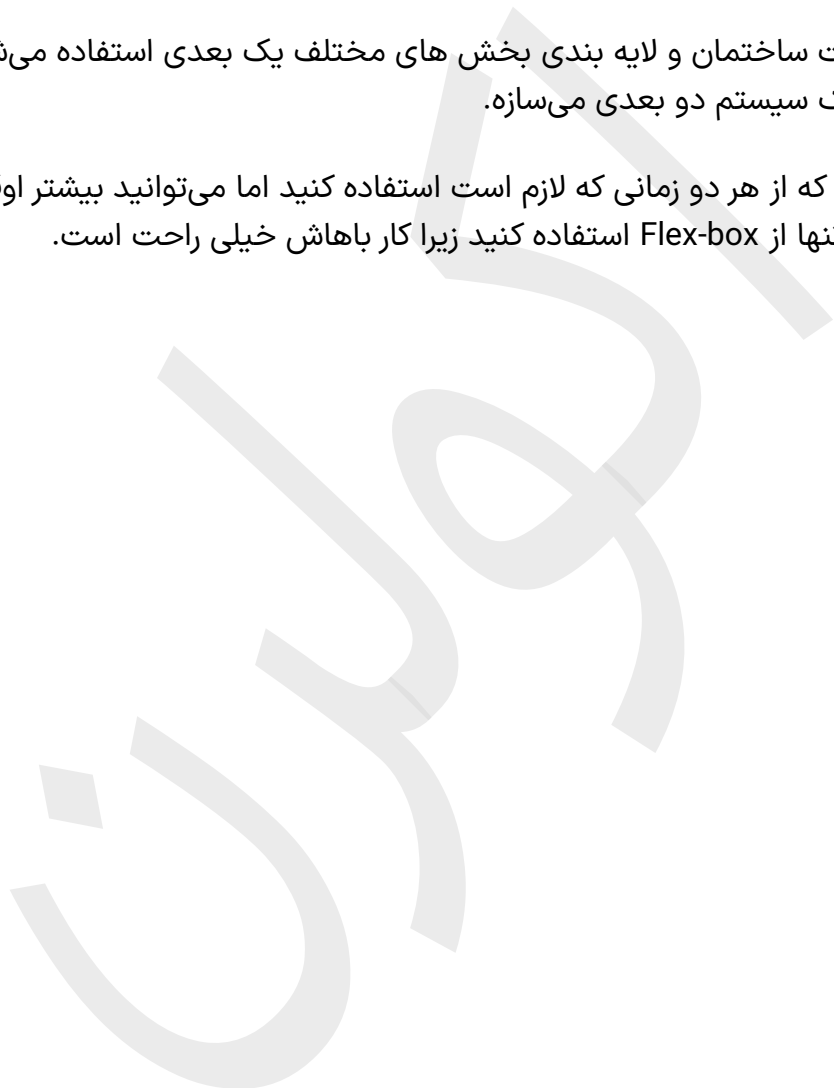 ساختمان و لایه بندی بخش های مختلف یک بعدی استفاده
سیستم دو بعدی می‌سازه.
که از هر دو زمانی که لازم است استفاده کنید اما می‌توانید بیشتر
از Flex-box استفاده کنید زیرا کار باهاش خیلی راحت است.